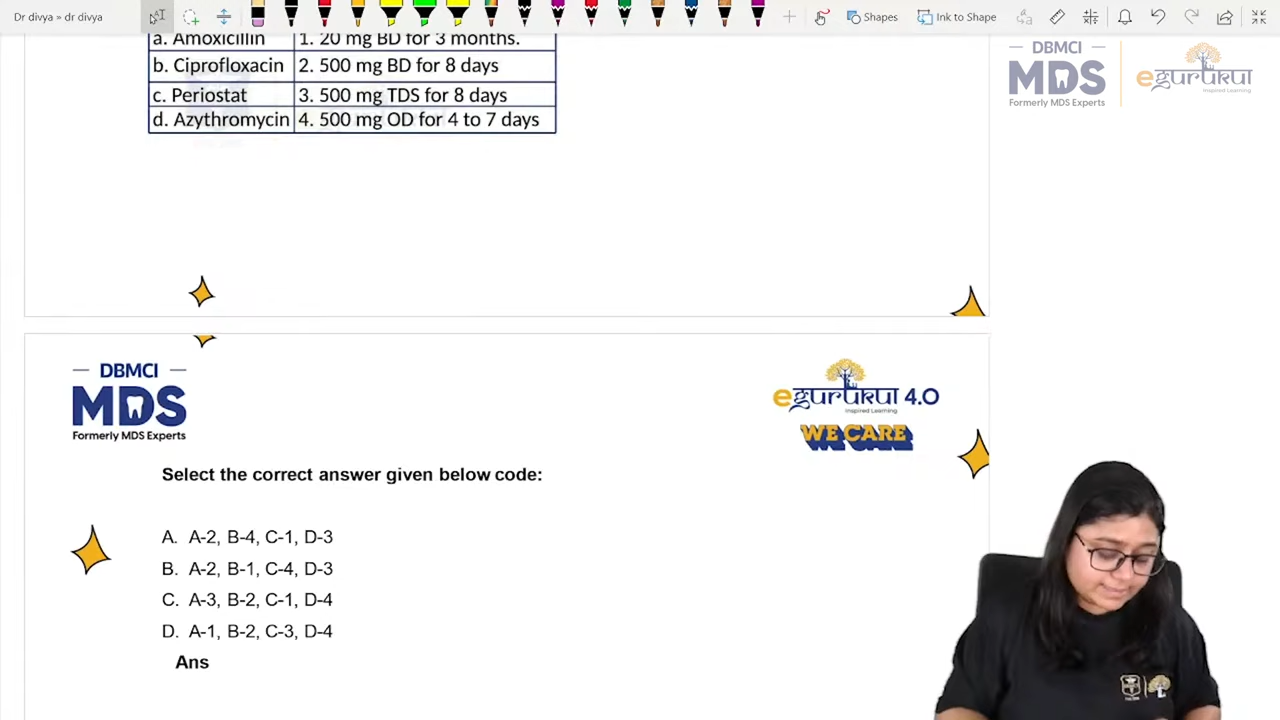 Dr divya » dr divya
Shapes
Ink to Shape
DBMCI
MDS
Formerly MDS Experts
egurukul
Inspired Learning
a. Amoxicillin 1. 20 mg BD for 3 months.
b. Ciprofloxacin 2. 500 mg BD for 8 days
c. Periostat 3. 500 mg TDS for 8 days
d. Azythromycin 4. 500 mg OD for 4 to 7 days
DBMCI
MDS
Formerly MDS Experts
egurukul 4.0
Inspired Learning
WE CARE
Select the correct answer given below code:
A. A-2, B-4, C-1, D-3
B. A-2, B-1, C-4, D-3
C. A-3, B-2, C-1, D-4
D. A-1, B-2, C-3, D-4
Ans